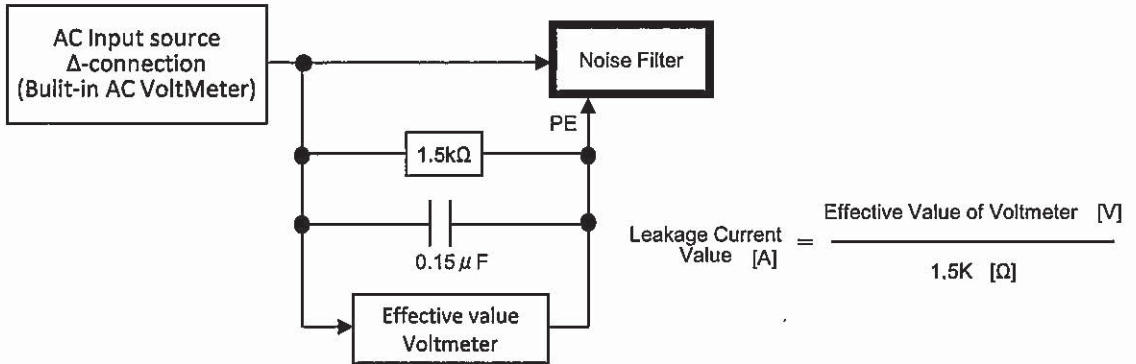 AC Input source
Δ-connection
(Bulit-in AC VoltMeter)
Noise Filter
PE
1.5kΩ
0.15μF
Effective value
Voltmeter
Leakage Current
Value [A]
=
Effective Value of Voltmeter [V]
1.5K [Ω]